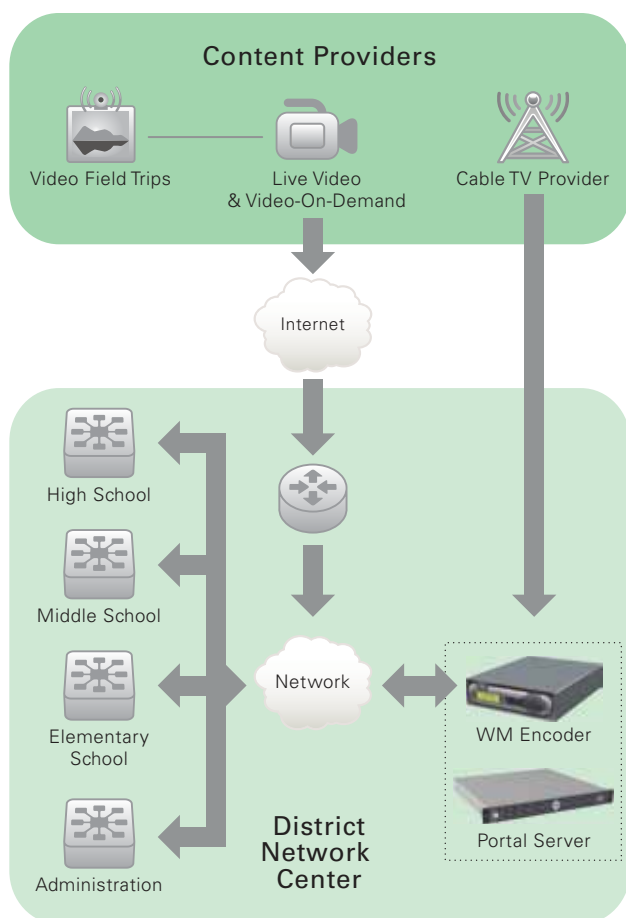 Content Providers
Video Field Trips
Live Video
& Video-On-Demand
Cable TV Provider
Internet
High School
Middle School
Network
Elementary
School
WM Encoder
Portal Server
Administration
District
Network
Center